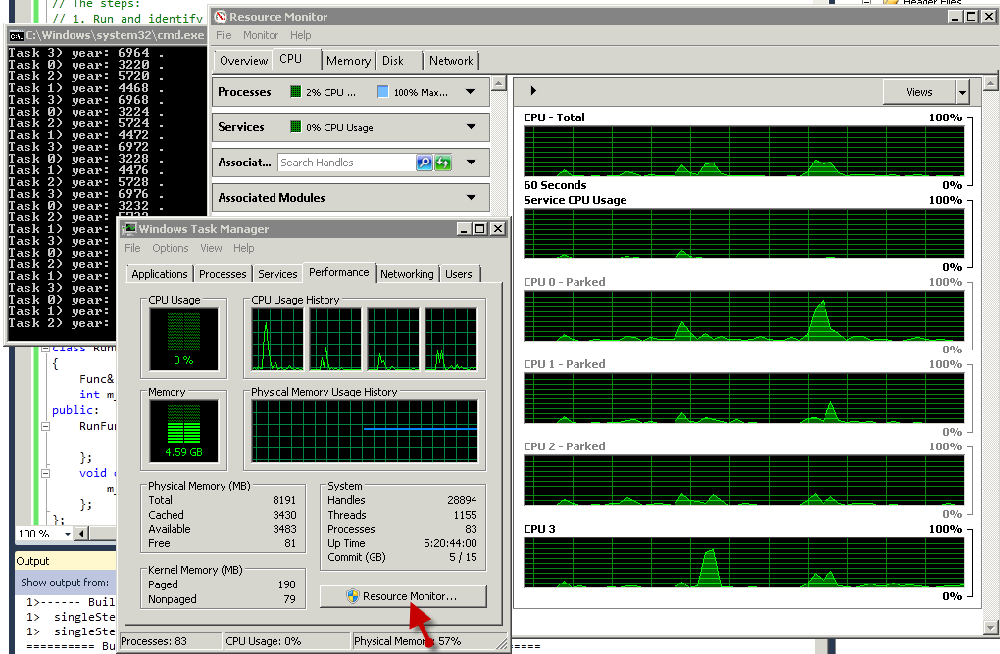 // The steps:
// 1. Run and identify
Header Files
Resource Monitor
File Monitor Help
Overview CPU Memory Disk Network
Processes 2% CPU ... 100% Max...
Services 0% CPU Usage
Associat... Search Handles
Associated Modules
Views
CPU - Total 100%
60 Seconds 0%
Service CPU Usage 100%
0%
CPU 0 - Parked 100%
0%
CPU 1 - Parked 100%
0%
CPU 2 - Parked 100%
0%
CPU 3 100%
0%
C:\Windows\system32\cmd.exe
Task 3) year: 6964 .
Task 0) year: 3220 .
Task 2) year: 5720 .
Task 1) year: 4468 .
Task 3) year: 6968 .
Task 0) year: 3224 .
Task 2) year: 5724 .
Task 1) year: 4472 .
Task 3) year: 6972 .
Task 0) year: 3228 .
Task 1) year: 4476 .
Task 2) year: 5728 .
Task 3) year: 6976 .
Task 0) year: 3232 .
Task 2) year:
Task 1) year:
Task 3) year:
Task 0) year:
Task 2) year:
Task 1) year:
Task 3) year:
Task 0) year:
Task 1) year:
Task 2) year:
Windows Task Manager
File Options View Help
Applications Processes Services Performance Networking Users
CPU Usage
0 %
CPU Usage History
Memory
4.59 GB
Physical Memory Usage History
Physical Memory (MB)
Total 8191
Cached 3430
Available 3483
Free 81
Kernel Memory (MB)
Paged 198
Nonpaged 79
System
Handles 28894
Threads 1155
Processes 83
Up Time 5:20:44:00
Commit (GB) 5 / 15
Resource Monitor...
Processes: 83 CPU Usage: 0% Physical Memory: 57%
class Run
{
Func&
int m_
public:
RunFun
};
void o
m_
};
};
100 %
Output
Show output from:
1>------ Buil
1> singleSte
1> singleSte
========== Bu